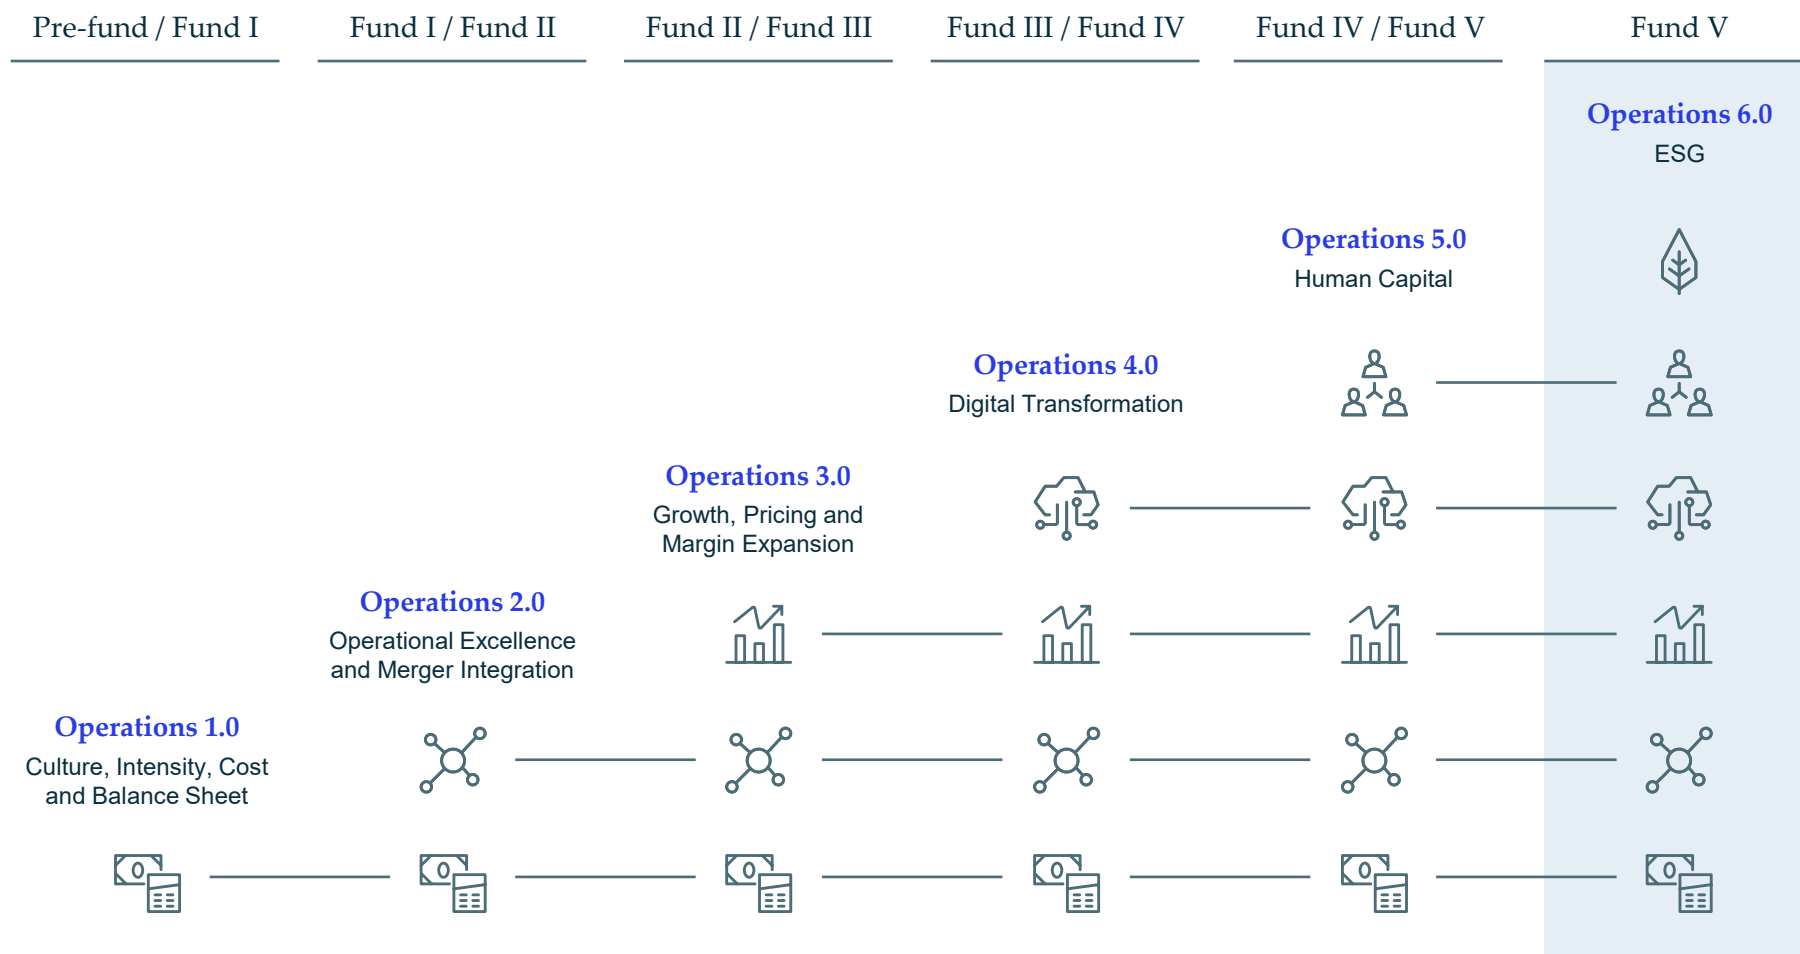 Pre-fund / Fund I
Fund I / Fund II
Fund II / Fund III
Fund III / Fund IV
Fund IV / Fund V
Fund V
Operations 6.0
ESG
Operations 5.0
Human Capital
Operations 4.0
Digital Transformation
Operations 3.0
Growth, Pricing and
Margin Expansion
Operations 2.0
Operational Excellence
and Merger Integration
Operations 1.0
Culture, Intensity, Cost
and Balance Sheet